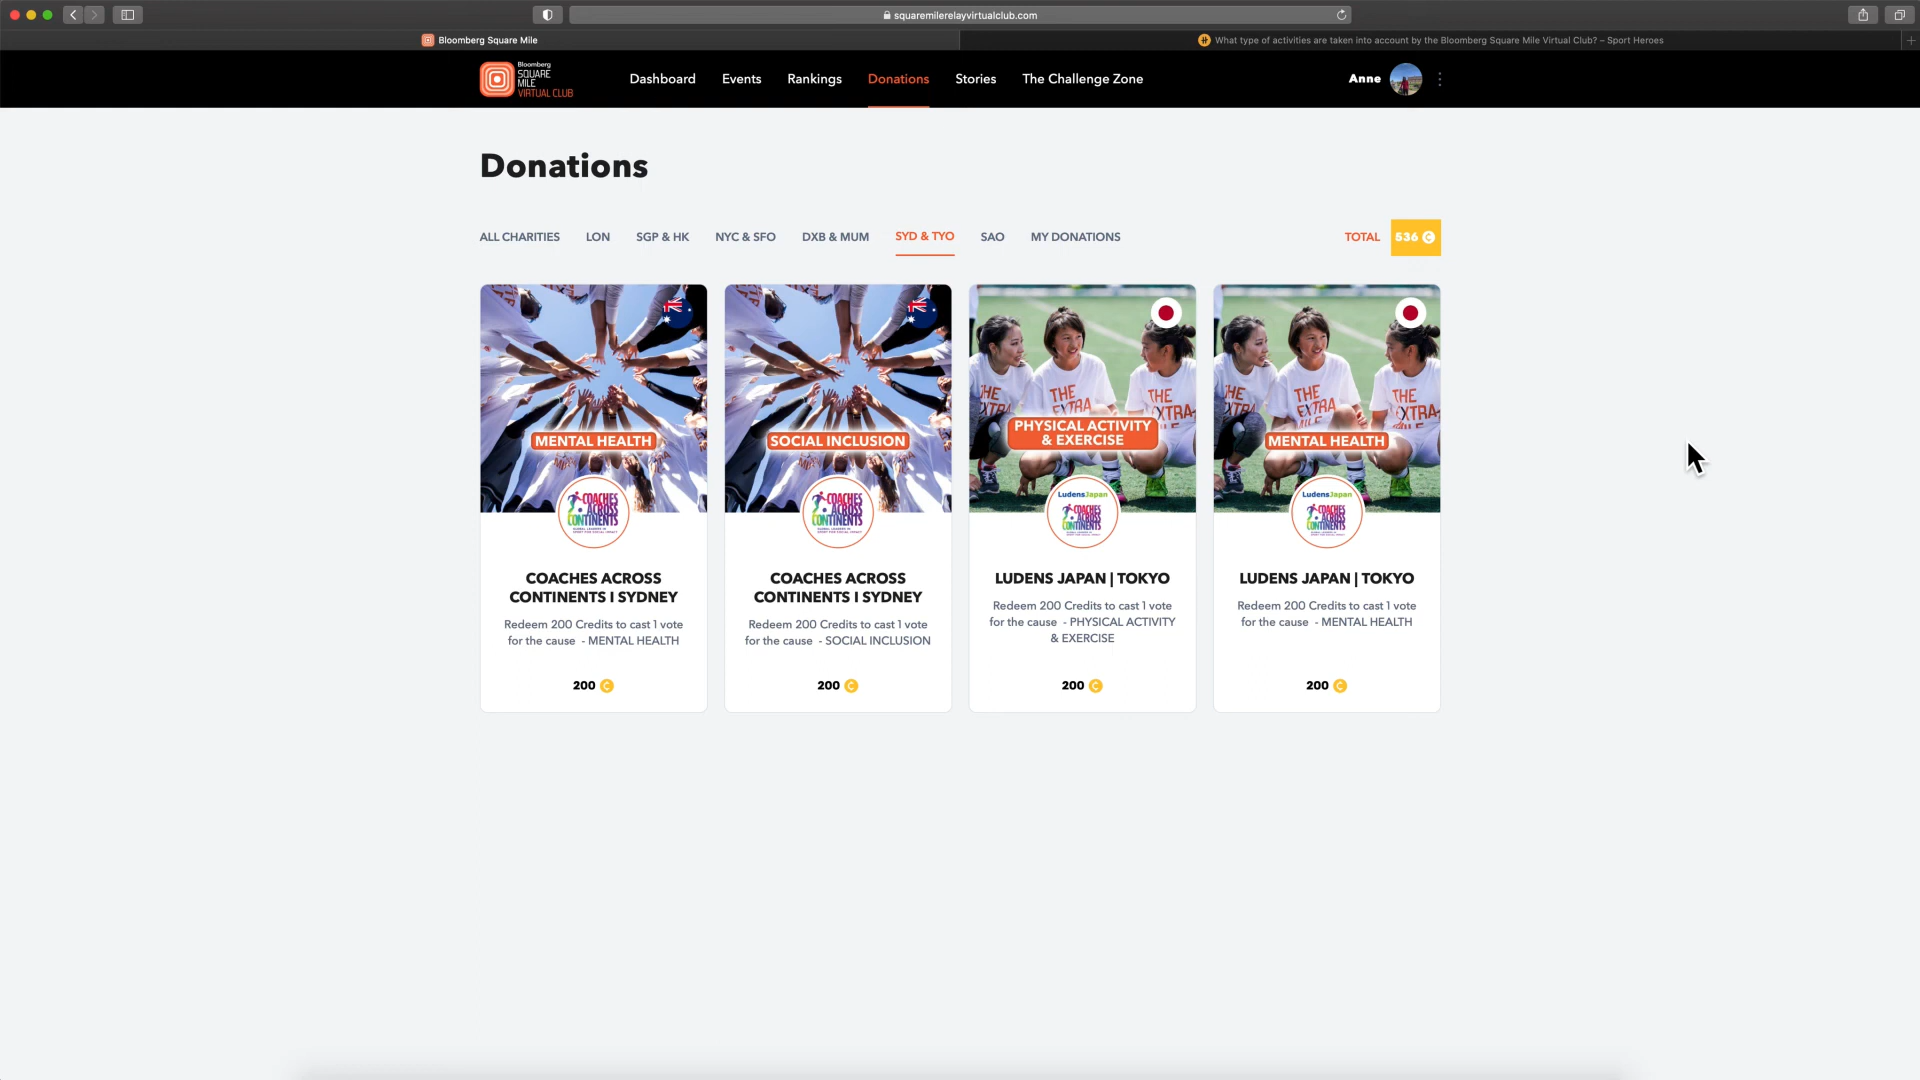 squaremilerelayvirtualclub.com
Bloomberg Square Mile
What type of activities are taken into account by the Bloomberg Square Mile Virtual Club? – Sport Heroes
Bloomberg
SQUARE
MILE
VIRTUAL CLUB
Dashboard
Events
Rankings
Donations
Stories
The Challenge Zone
Anne
Donations
ALL CHARITIES
LON
SGP & HK
NYC & SFO
DXB & MUM
SYD & TYO
SAO
MY DONATIONS
TOTAL
536 C
MENTAL HEALTH
COACHES
ACROSS
CONTINENTS
COACHES ACROSS
CONTINENTS I SYDNEY
Redeem 200 Credits to cast 1 vote
for the cause - MENTAL HEALTH
200 C
SOCIAL INCLUSION
COACHES
ACROSS
CONTINENTS
COACHES ACROSS
CONTINENTS I SYDNEY
Redeem 200 Credits to cast 1 vote
for the cause - SOCIAL INCLUSION
200 C
THE
EXTRA
PHYSICAL ACTIVITY
& EXERCISE
LudensJapan
COACHES
ACROSS
CONTINENTS
LUDENS JAPAN | TOKYO
Redeem 200 Credits to cast 1 vote
for the cause - PHYSICAL ACTIVITY
& EXERCISE
200 C
THE
EXTRA
MENTAL HEALTH
LudensJapan
COACHES
ACROSS
CONTINENTS
LUDENS JAPAN | TOKYO
Redeem 200 Credits to cast 1 vote
for the cause - MENTAL HEALTH
200 C